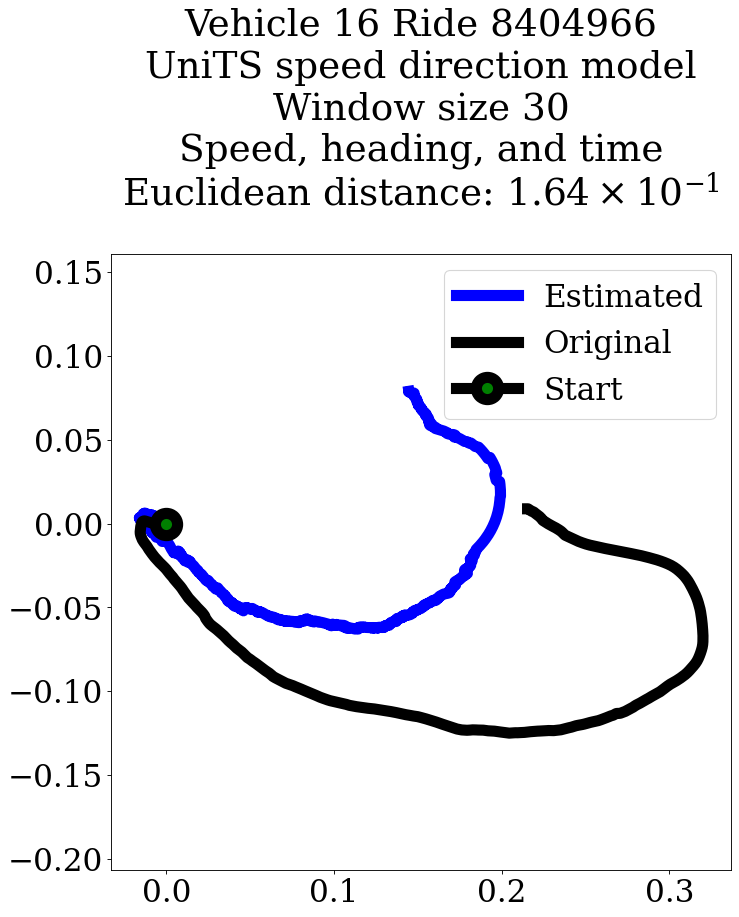 Vehicle 16 Ride 8404966
UniTS speed direction model
Window size 30
Speed, heading, and time
Euclidean distance: 1.64 × 10⁻¹
0.15
0.10
0.05
0.00
−0.05
−0.10
−0.15
−0.20
Estimated
Original
Start
0.0 0.1 0.2 0.3